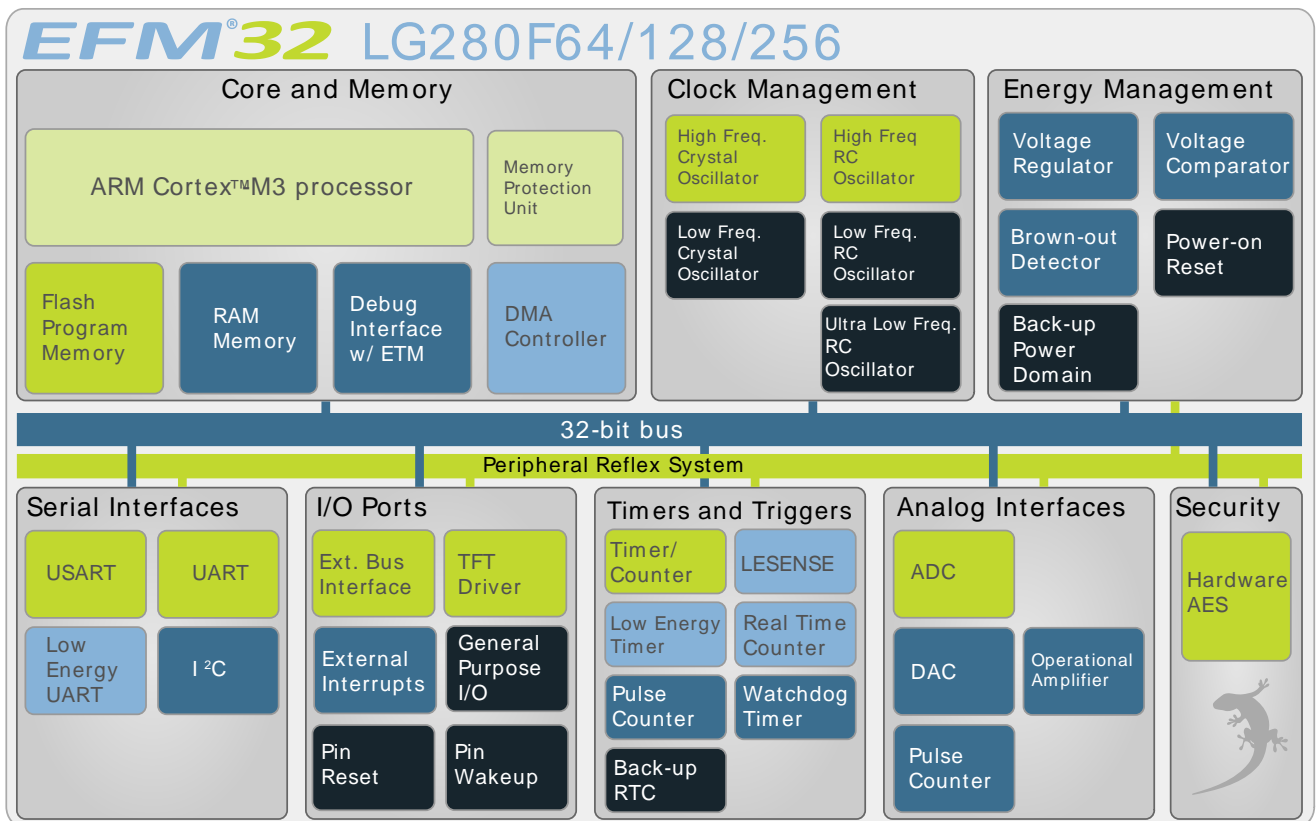 EFM®32 LG280F64/128/256
Core and Memory
ARM Cortex™M3 processor
Memory
Protection
Unit
Flash
Program
Memory
RAM
Memory
Debug
Interface
w/ ETM
DMA
Controller
Clock Management
High Freq.
Crystal
Oscillator
High Freq
RC
Oscillator
Low Freq.
Crystal
Oscillator
Low Freq.
RC
Oscillator
Ultra Low Freq.
RC
Oscillator
Energy Management
Voltage
Regulator
Voltage
Comparator
Brown-out
Detector
Power-on
Reset
Back-up
Power
Domain
32-bit bus
Peripheral Reflex System
Serial Interfaces
USART
UART
Low
Energy
UART
I²C
I/O Ports
Ext. Bus
Interface
TFT
Driver
External
Interrupts
General
Purpose
I/O
Pin
Reset
Pin
Wakeup
Timers and Triggers
Timer/
Counter
LESENSE
Low Energy
Timer
Real Time
Counter
Pulse
Counter
Watchdog
Timer
Back-up
RTC
Analog Interfaces
ADC
DAC
Operational
Amplifier
Pulse
Counter
Security
Hardware
AES